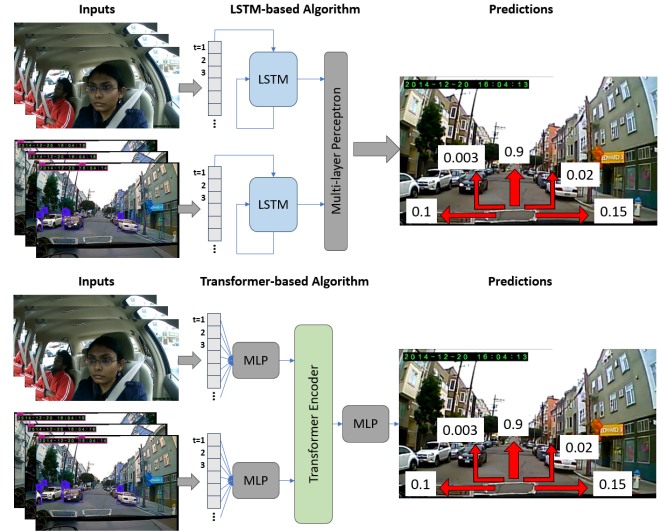 Inputs
LSTM-based Algorithm
Predictions
t=1
2
3
LSTM
Multi-layer Perceptron
2014-12-20 16:04:13
0.003
0.9
0.02
0.1
0.15
t=1
2
3
LSTM
Inputs
Transformer-based Algorithm
Predictions
t=1
2
3
MLP
Transformer Encoder
MLP
2014-12-20 16:04:13
0.003
0.9
0.02
0.1
0.15
t=1
2
3
MLP